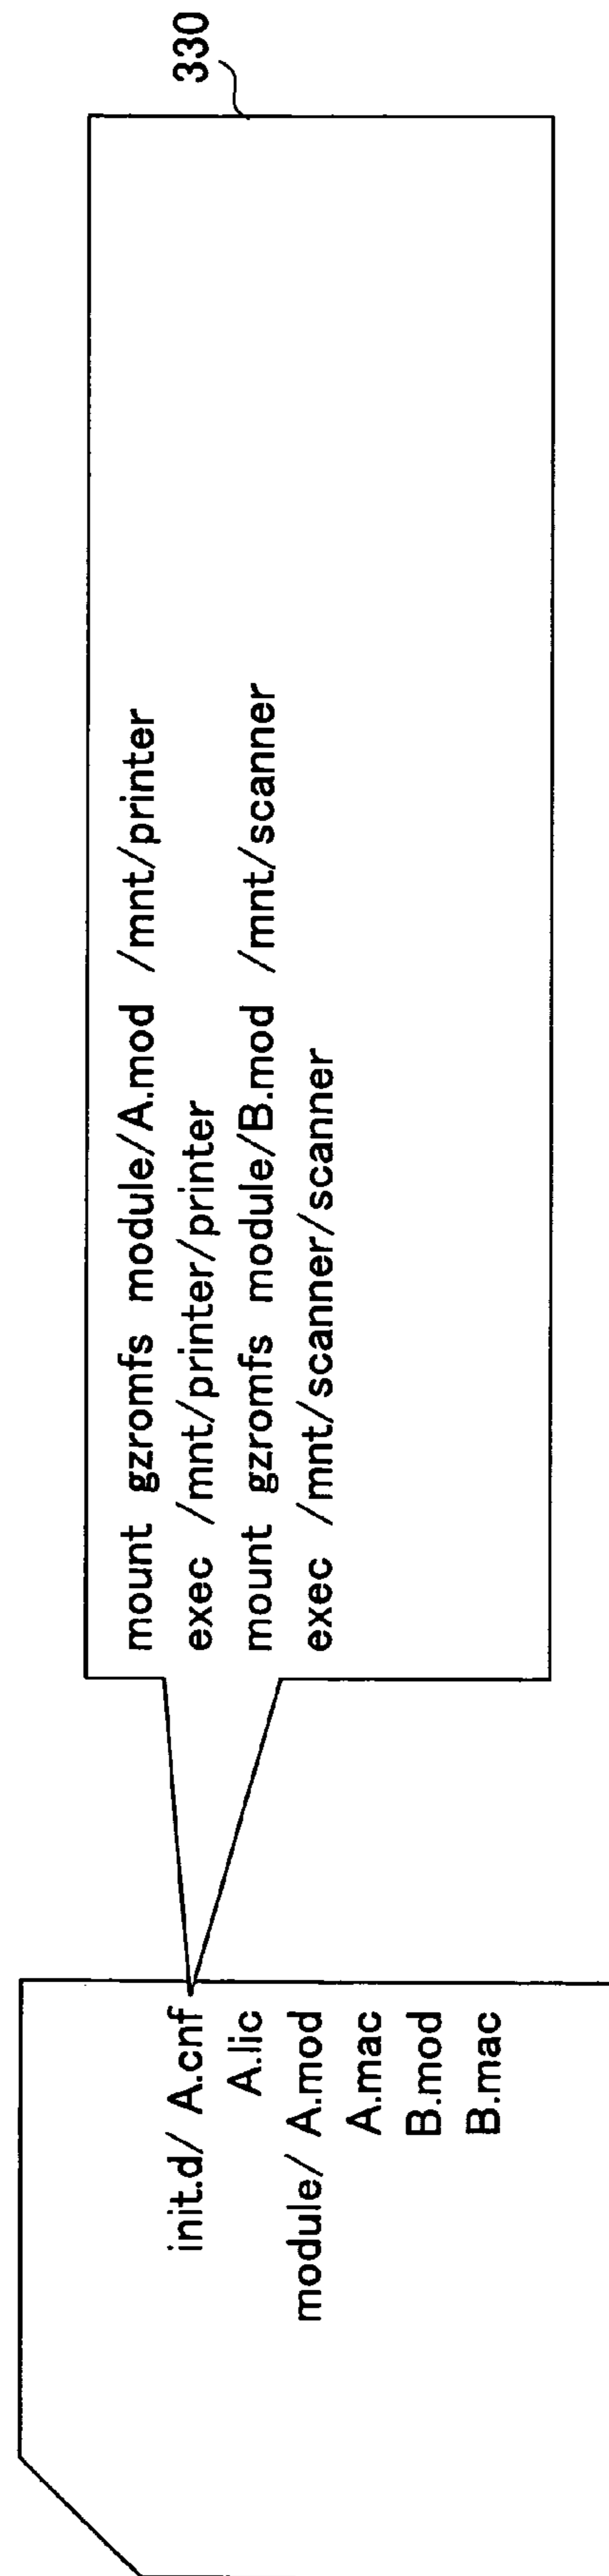 init.d/ A.cnf
A.lic
module/ A.mod
A.mac
B.mod
B.mac
mount gzromfs module/A.mod /mnt/printer
exec /mnt/printer/printer
mount gzromfs module/B.mod /mnt/scanner
exec /mnt/scanner/scanner
330